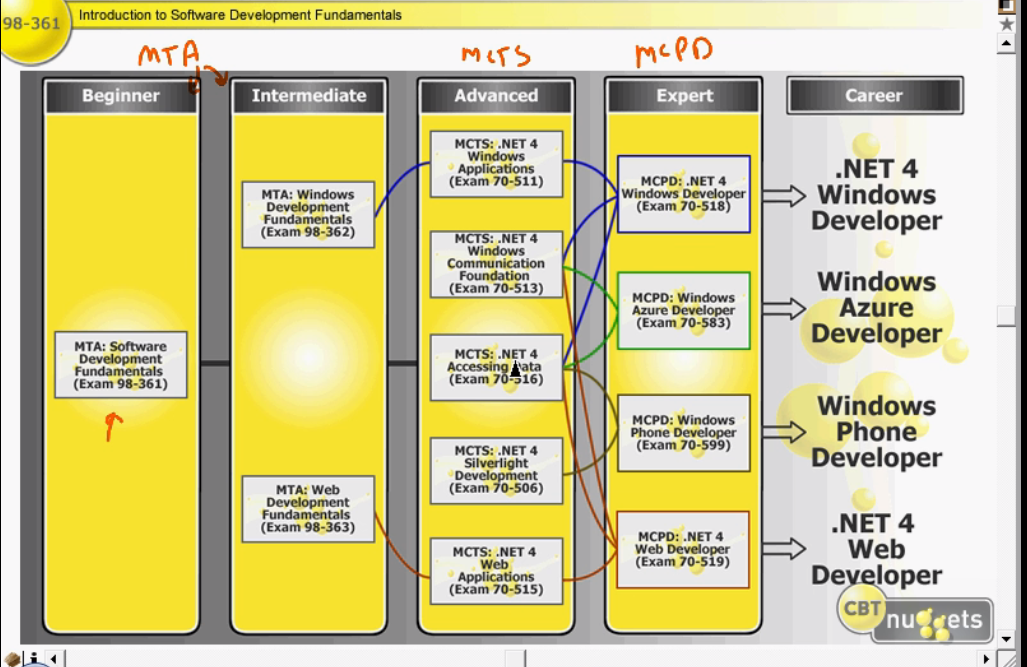 98-361
Introduction to Software Development Fundamentals
MTA
MCTS
MCPD
Beginner
Intermediate
Advanced
Expert
Career
MTA: Software
Development
Fundamentals
(Exam 98-361)
MTA: Windows
Development
Fundamentals
(Exam 98-362)
MTA: Web
Development
Fundamentals
(Exam 98-363)
MCTS: .NET 4
Windows
Applications
(Exam 70-511)
MCTS: .NET 4
Windows
Communication
Foundation
(Exam 70-513)
MCTS: .NET 4
Accessing Data
(Exam 70-516)
MCTS: .NET 4
Silverlight
Development
(Exam 70-506)
MCTS: .NET 4
Web
Applications
(Exam 70-515)
MCPD: .NET 4
Windows Developer
(Exam 70-518)
MCPD: Windows
Azure Developer
(Exam 70-583)
MCPD: Windows
Phone Developer
(Exam 70-599)
MCPD: .NET 4
Web Developer
(Exam 70-519)
.NET 4
Windows
Developer
Windows
Azure
Developer
Windows
Phone
Developer
.NET 4
Web
Developer
CBT
nuggets